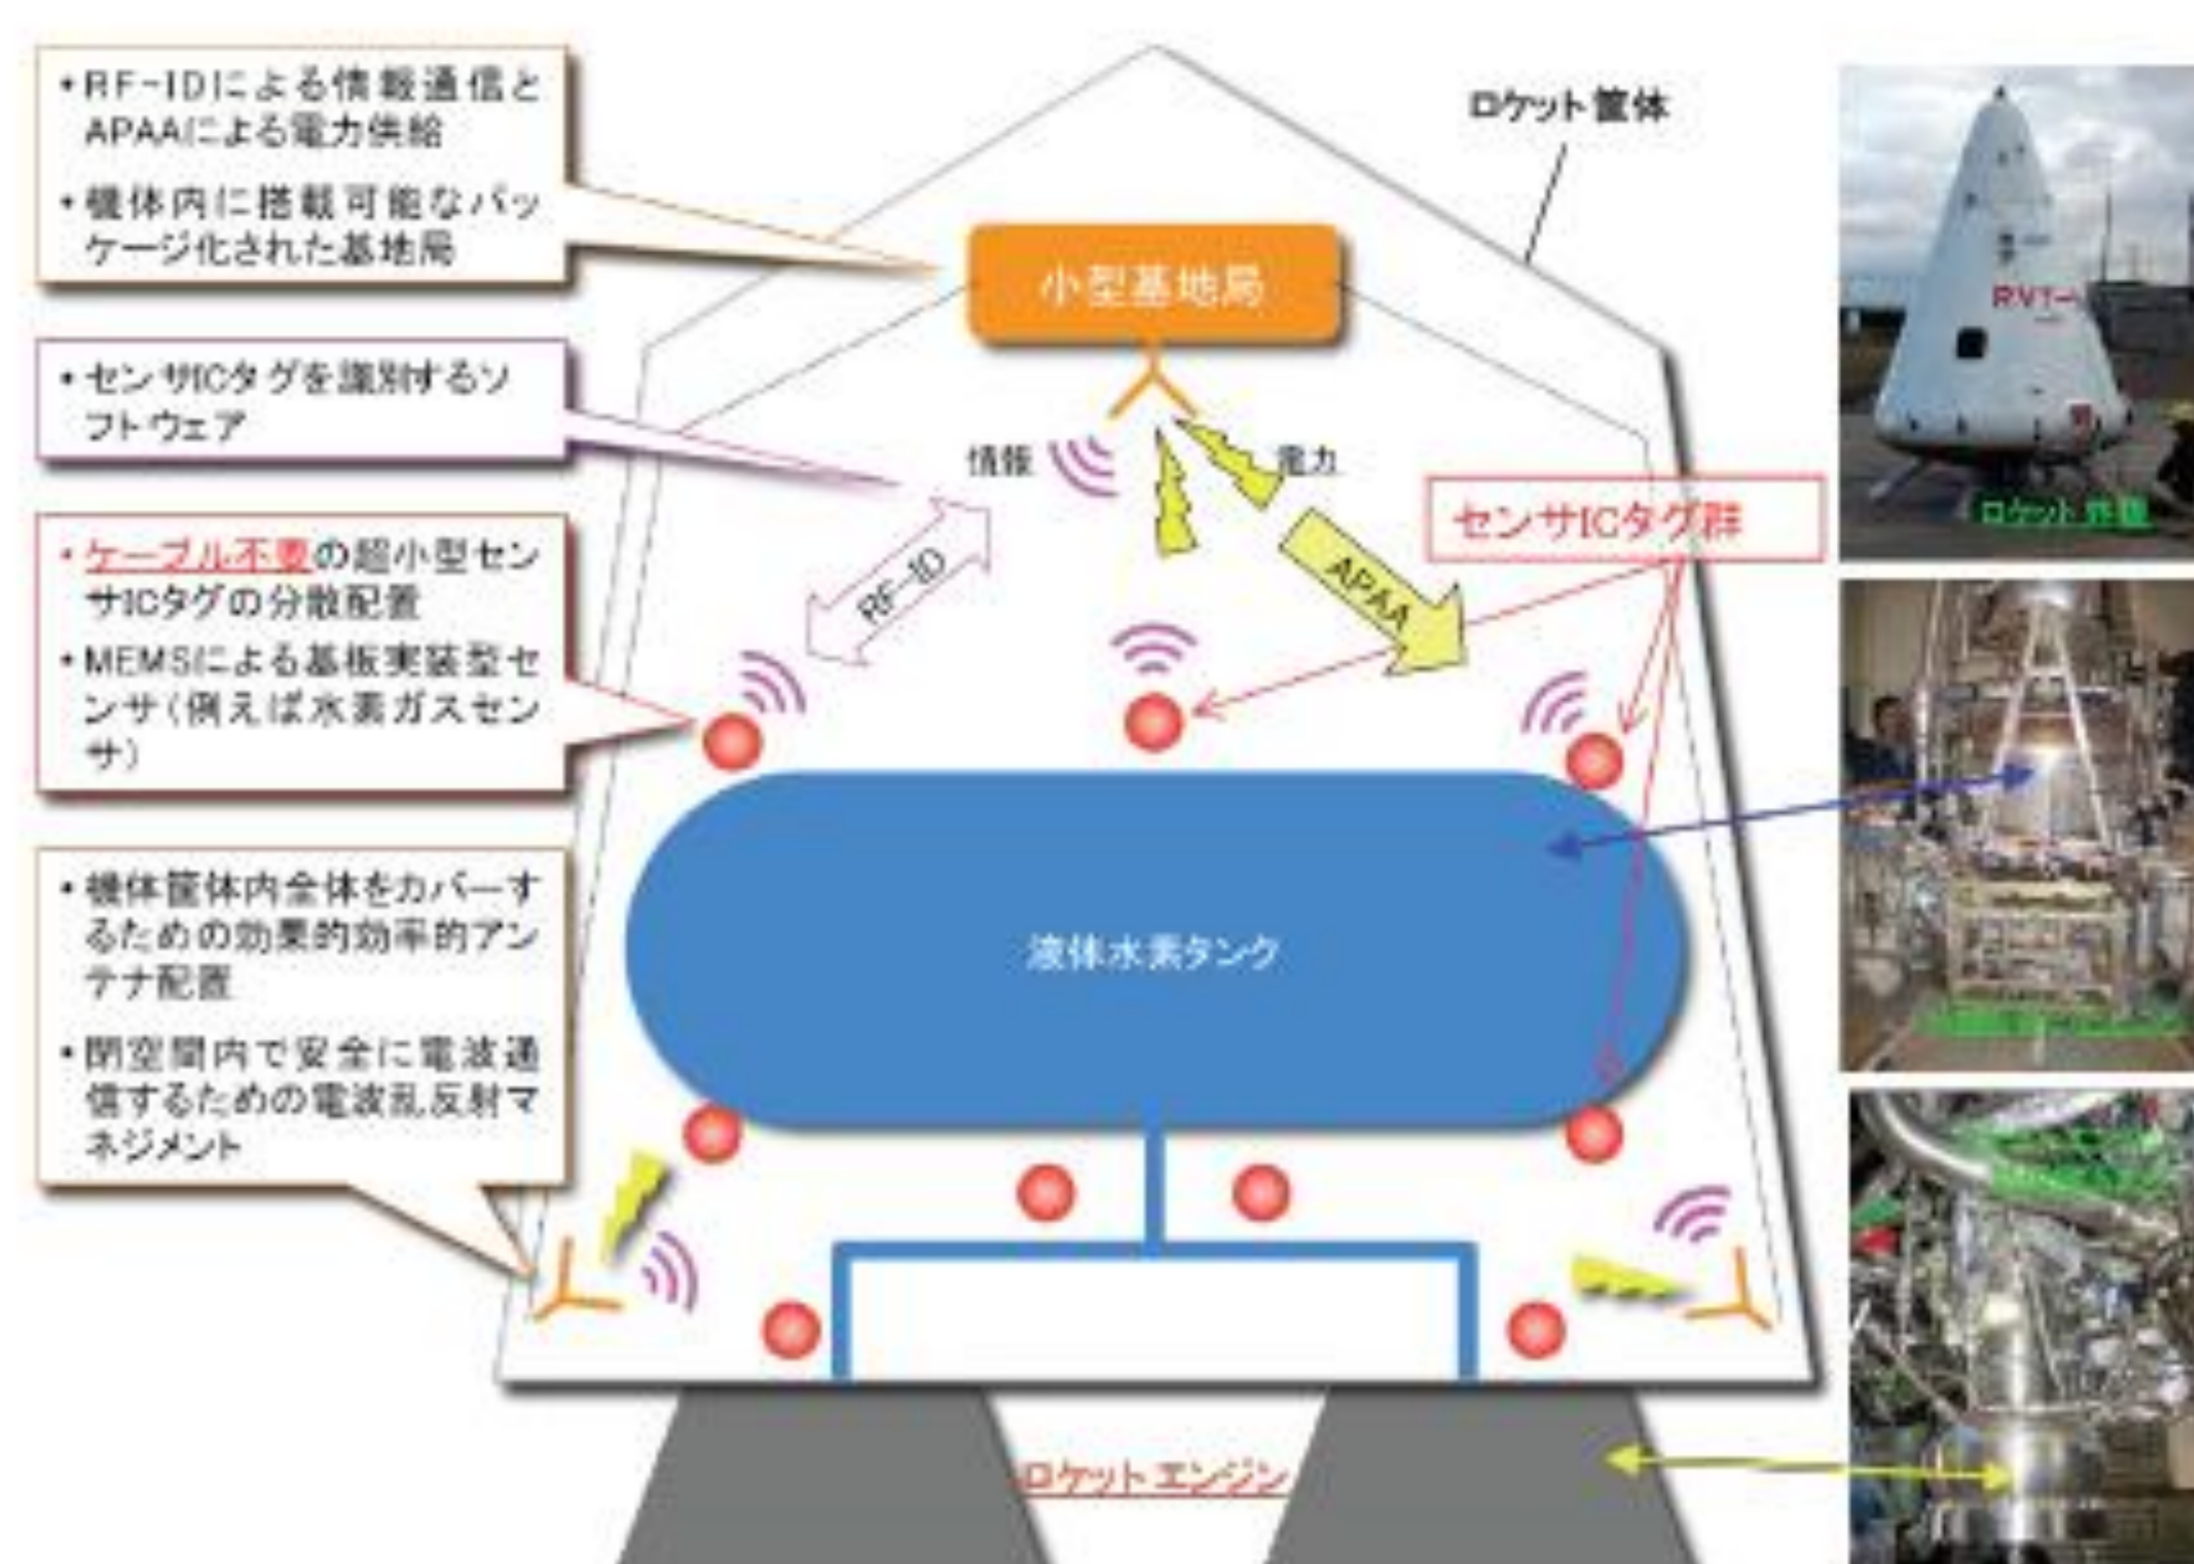 • RF-IDによる情報通信と
APAAによる電力供給
• 機体内に搭載可能なパッ
ケージ化された基地局
• センサICタグを識別するソ
フトウェア
• ケーブル不要の超小型セン
サICタグの分散配置
• MEMSによる基板実装型セ
ンサ(例えば水素ガスセン
サ)
• 機体筐体内全体をカバーす
るための効果的効率的アン
テナ配置
• 閉空間内で安全に電波通
信するための電波乱反射マ
ネジメント
ロケット筐体
小型基地局
情報
電力
RF-ID
APAA
センサICタグ群
液体水素タンク
ロケットエンジン
RVT-
ロケット